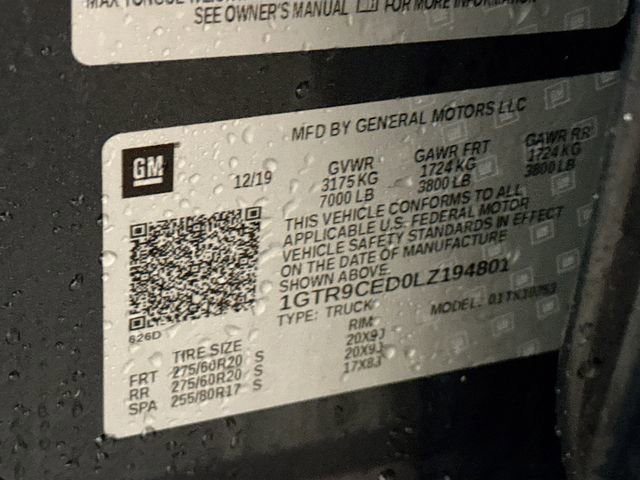 SEE OWNER'S MANUAL FOR MORE INFORMATION
MFD BY GENERAL MOTORS LLC
GM
12/19
GVWR GAWR FRT GAWR RR
3175 KG 1724 KG 1724 KG
7000 LB 3800 LB 3800 LB
THIS VEHICLE CONFORMS TO ALL
APPLICABLE U.S. FEDERAL MOTOR
VEHICLE SAFETY STANDARDS IN EFFECT
ON THE DATE OF MANUFACTURE
SHOWN ABOVE.
1GTR9CED0LZ194801
TYPE: TRUCK MODEL:
626D
TIRE SIZE RIM
FRT 275/60R20 S 20X9J
RR 275/60R20 S 20X9J
SPA 255/80R17 S 17X8J